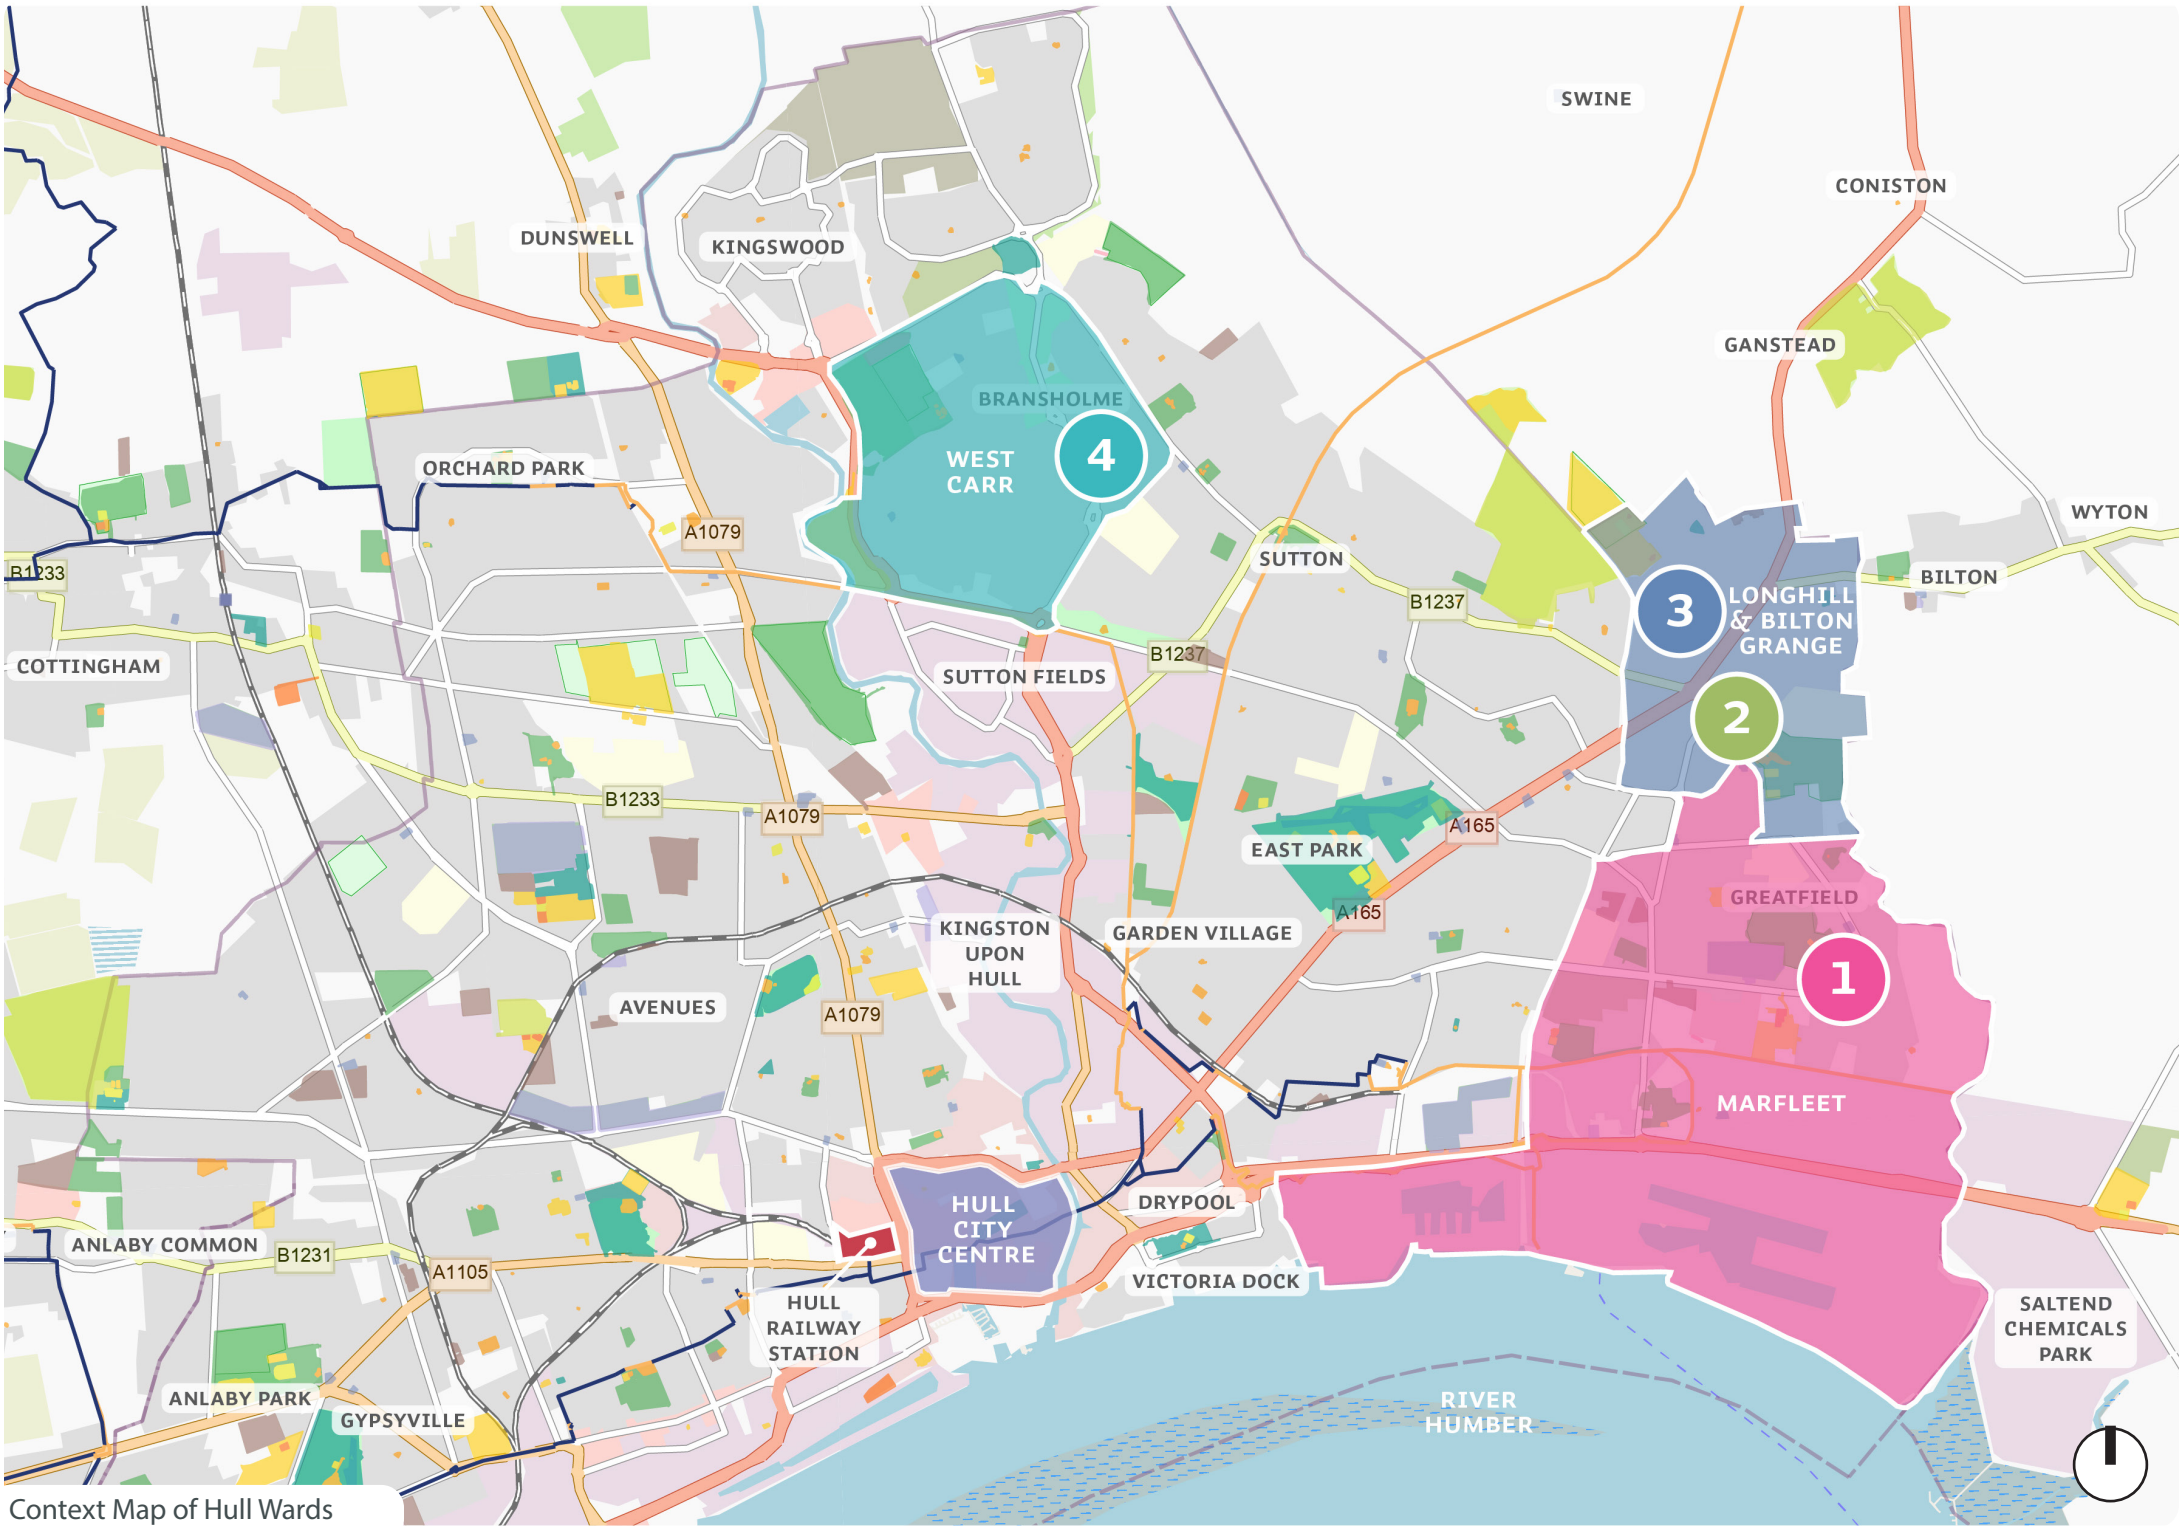 SWINE
CONISTON
DUNSWELL
KINGSWOOD
GANSTEAD
BRANSHOLME
WEST
CARR
4
ORCHARD PARK
A1079
WYTON
SUTTON
B1233
BILTON
B1237
3
LONGHILL
& BILTON
GRANGE
COTTINGHAM
B1237
SUTTON FIELDS
2
B1233
A1079
A165
EAST PARK
GREATFIELD
A165
KINGSTON
UPON
HULL
GARDEN VILLAGE
1
AVENUES
A1079
MARFLEET
HULL
CITY
CENTRE
DRYPOOL
ANLABY COMMON
B1231
A1105
VICTORIA DOCK
HULL
RAILWAY
STATION
SALTEND
CHEMICALS
PARK
ANLABY PARK
GYPSYVILLE
RIVER
HUMBER
Context Map of Hull Wards